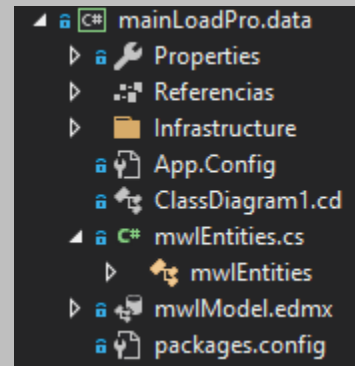 C# mainLoadPro.data
Properties
Referencias
Infrastructure
App.Config
ClassDiagram1.cd
C# mwlEntities.cs
mwlEntities
mwlModel.edmx
packages.config